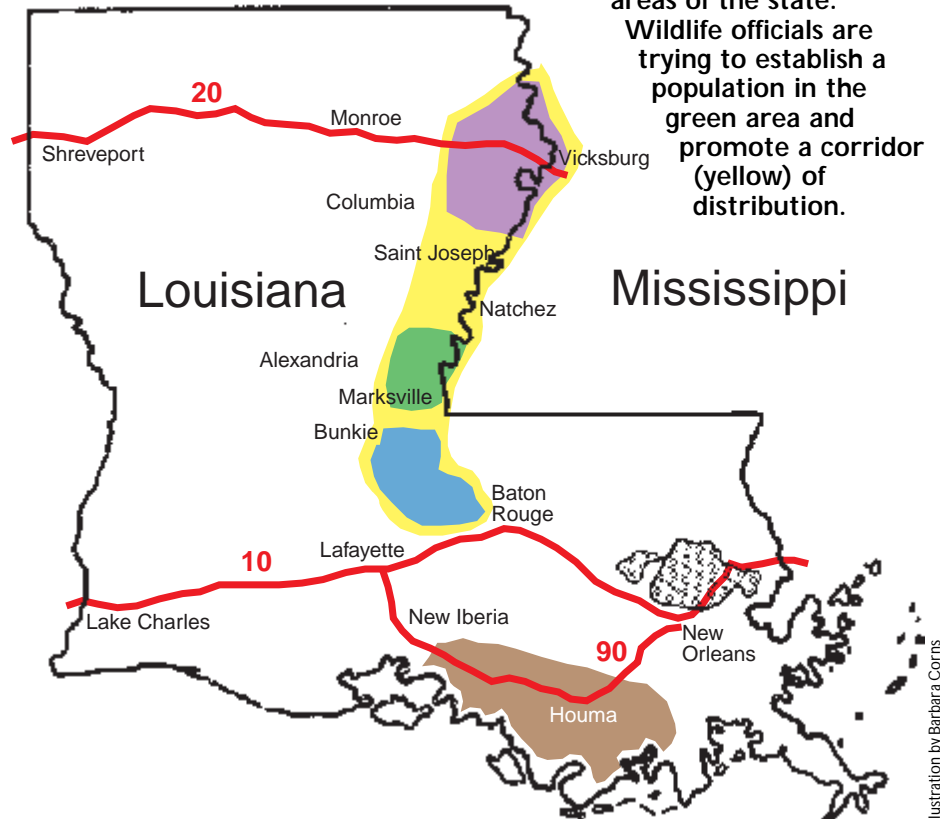 areas of the state.
Wildlife officials are
trying to establish a
population in the
green area and
promote a corridor
(yellow) of
distribution.
20
Monroe
Shreveport
Vicksburg
Columbia
Saint Joseph
Louisiana
Mississippi
Natchez
Alexandria
Marksville
Bunkie
Baton
Rouge
Lafayette
10
Lake Charles
New Iberia
New
Orleans
90
Houma
lustration by Barbara Corns